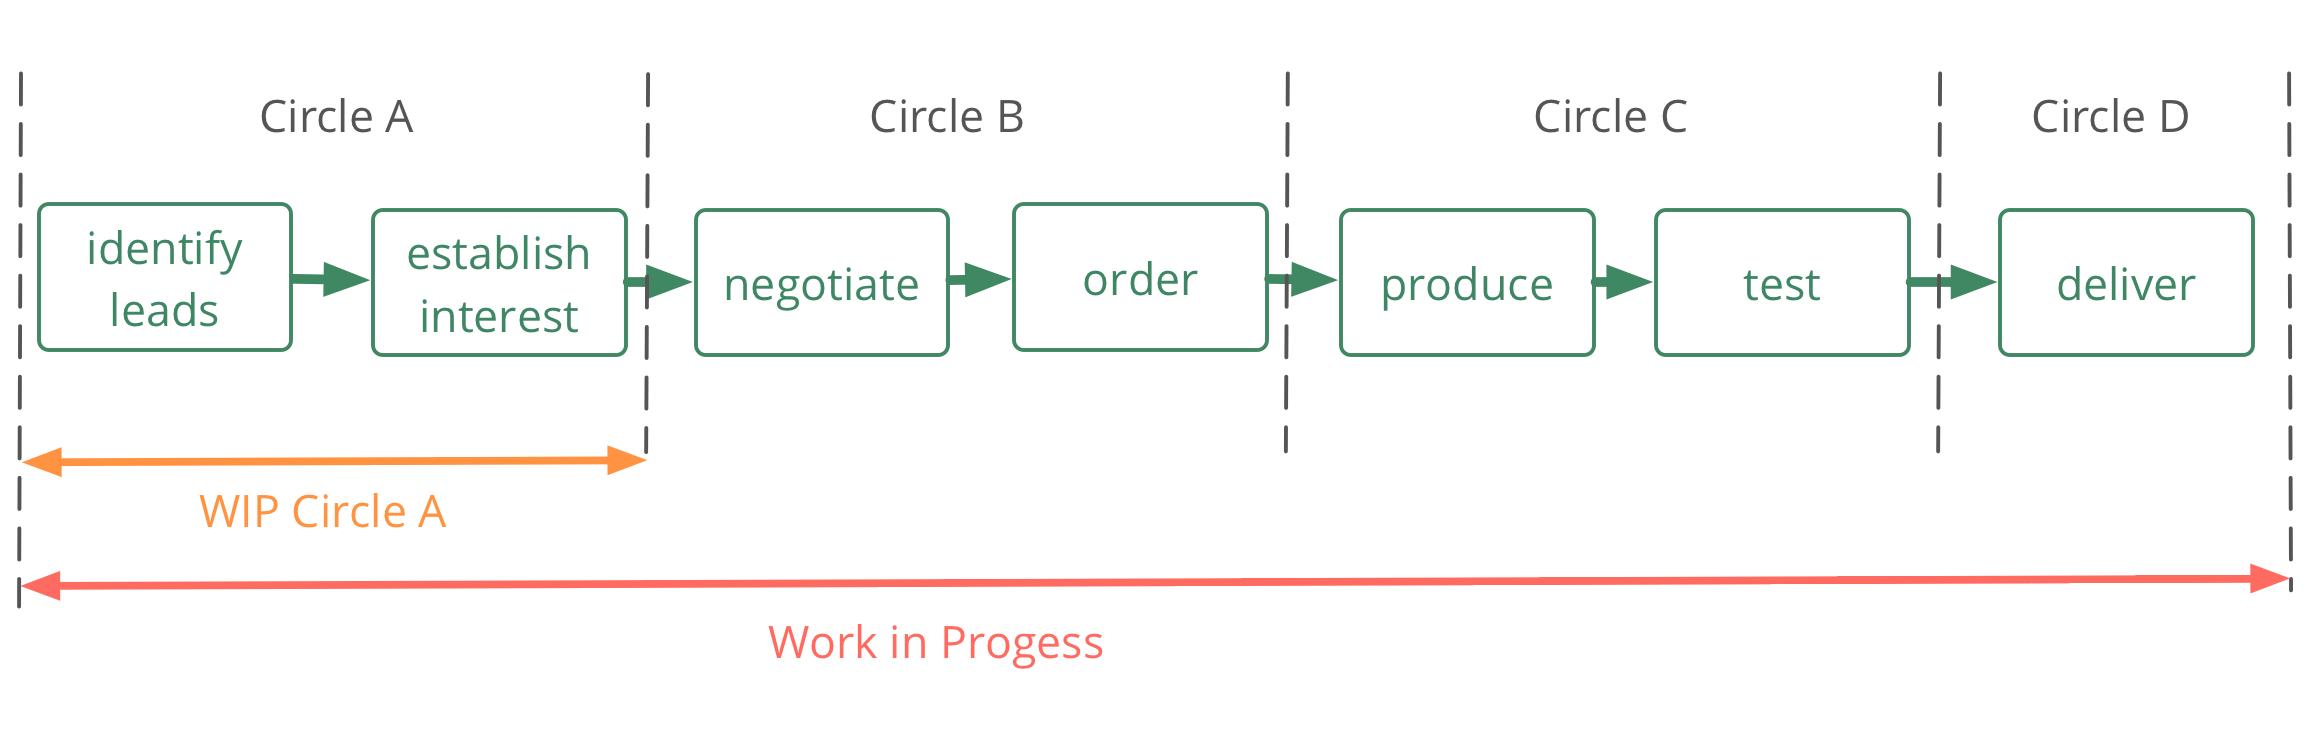 Circle A
Circle B
Circle C
Circle D
identify
leads
establish
interest
negotiate
order
produce
test
deliver
WIP Circle A
Work in Progess